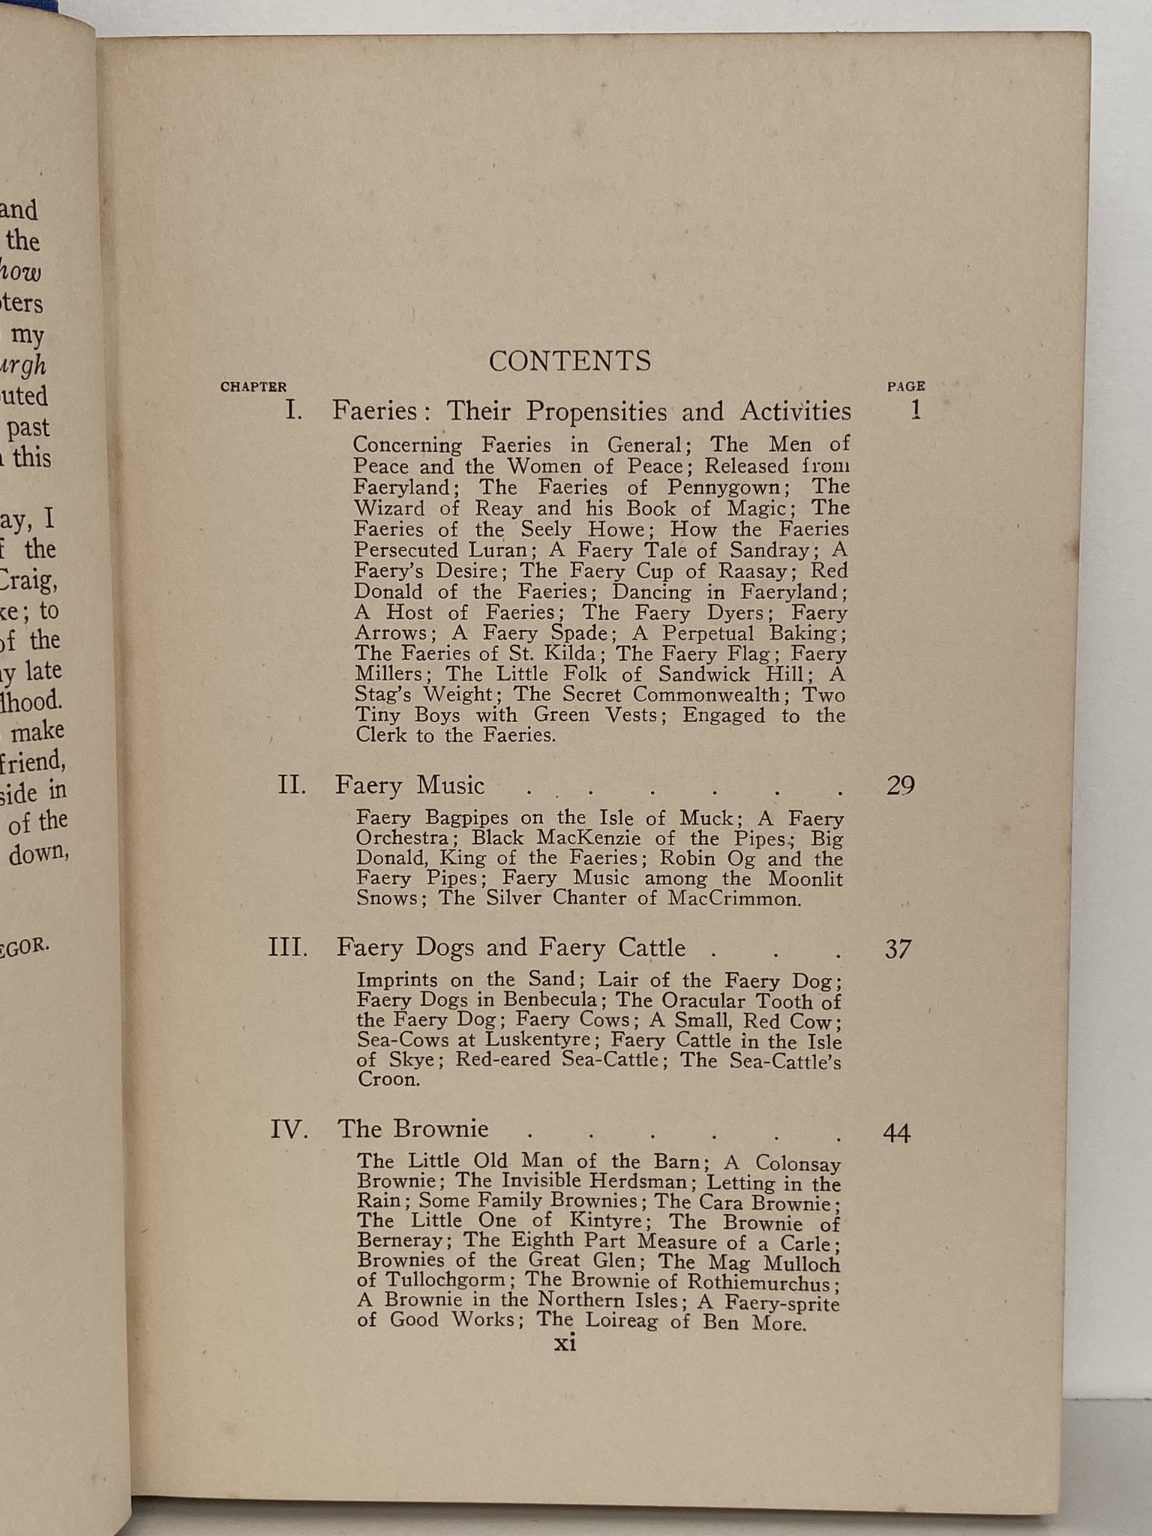 and
the
how
my
past
this
ay, I
the
Craig,
to
of the
late
make
friend,
side in
of the
down,
CONTENTS
CHAPTER PAGE
I. Faeries: Their Propensities and Activities 1
Concerning Faeries in General; The Men of
Peace and the Women of Peace; Released from
Faeryland; The Faeries of Pennygown; The
Wizard of Reay and his Book of Magic; The
Faeries of the Seely Howe; How the Faeries
Persecuted Luran; A Faery Tale of Sandray; A
Faery's Desire; The Faery Cup of Raasay; Red
Donald of the Faeries; Dancing in Faeryland;
A Host of Faeries; The Faery Dyers; Faery
Arrows; A Faery Spade; A Perpetual Baking;
The Faeries of St. Kilda; The Faery Flag; Faery
Millers; The Little Folk of Sandwick Hill; A
Stag's Weight; The Secret Commonwealth; Two
Tiny Boys with Green Vests; Engaged to the
Clerk to the Faeries.
II. Faery Music . . . . . . 29
Faery Bagpipes on the Isle of Muck; A Faery
Orchestra; Black MacKenzie of the Pipes; Big
Donald, King of the Faeries; Robin Og and the
Faery Pipes; Faery Music among the Moonlit
Snows; The Silver Chanter of MacCrimmon.
III. Faery Dogs and Faery Cattle . . . 37
Imprints on the Sand; Lair of the Faery Dog;
Faery Dogs in Benbecula; The Oracular Tooth of
the Faery Dog; Faery Cows; A Small, Red Cow;
Sea-Cows at Luskentyre; Faery Cattle in the Isle
of Skye; Red-eared Sea-Cattle; The Sea-Cattle's
Croon.
IV. The Brownie . . . . . . 44
The Little Old Man of the Barn; A Colonsay
Brownie; The Invisible Herdsman; Letting in the
Rain; Some Family Brownies; The Cara Brownie;
The Little One of Kintyre; The Brownie of
Berneray; The Eighth Part Measure of a Carle;
Brownies of the Great Glen; The Mag Mulloch
of Tullochgorm; The Brownie of Rothiemurchus;
A Brownie in the Northern Isles; A Faery-sprite
of Good Works; The Loireag of Ben More.
xi